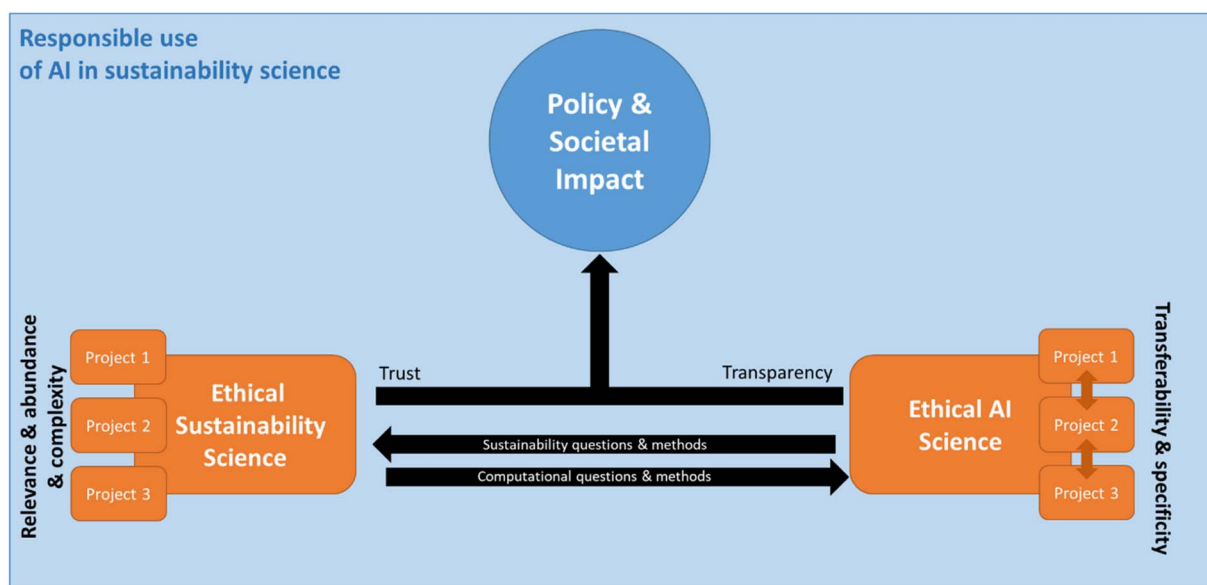 Responsible use
of AI in sustainability science
Policy &
Societal
Impact
Relevance & abundance
& complexity
Project 1
Project 2
Project 3
Ethical
Sustainability
Science
Trust
Transparency
Sustainability questions & methods
Computational questions & methods
Ethical AI
Science
Project 1
Project 2
Project 3
Transferability & specificity